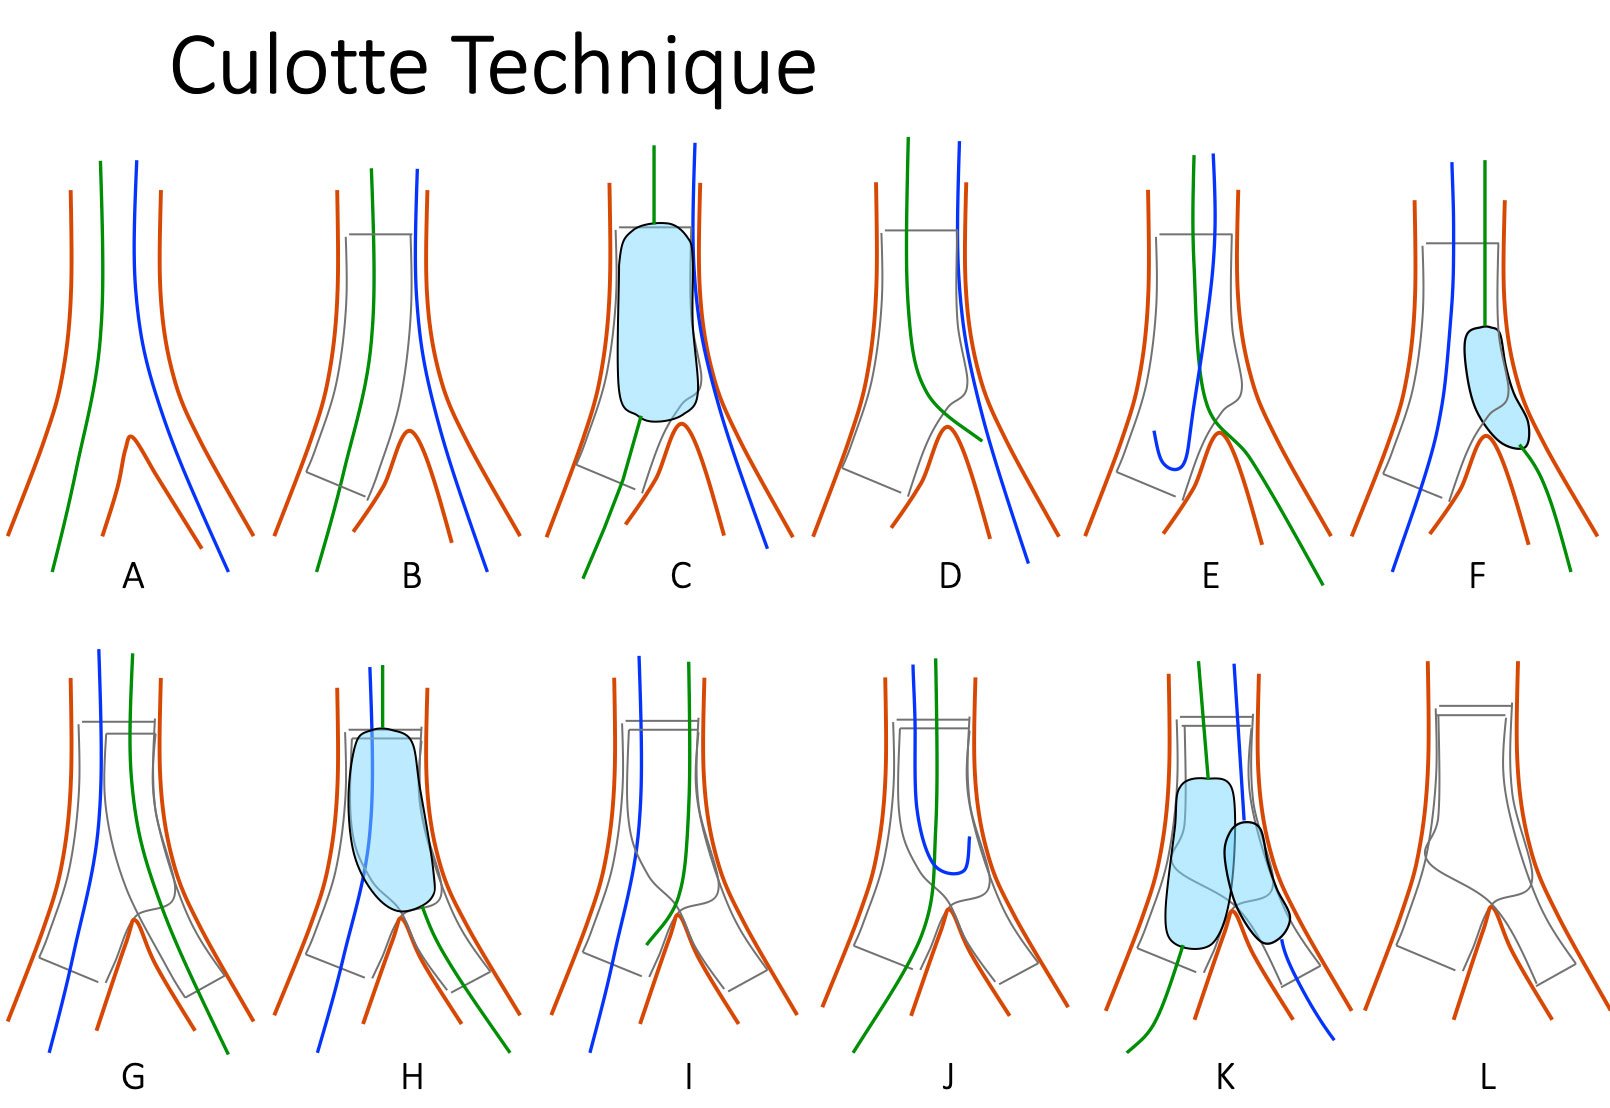 Culotte Technique
A B C D E F
G H I J K L